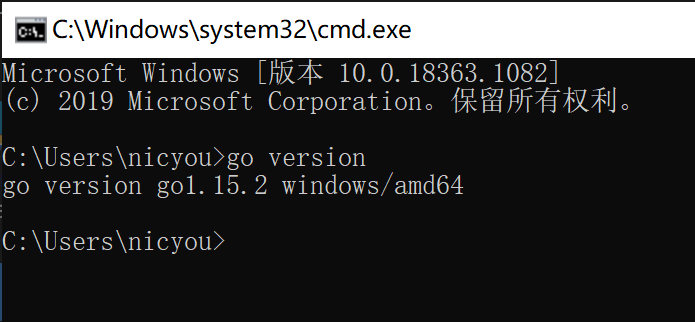 C:\Windows\system32\cmd.exe
Microsoft Windows [版本 10.0.18363.1082]
(c) 2019 Microsoft Corporation。保留所有权利。
C:\Users\nicyou>go version
go version go1.15.2 windows/amd64
C:\Users\nicyou>